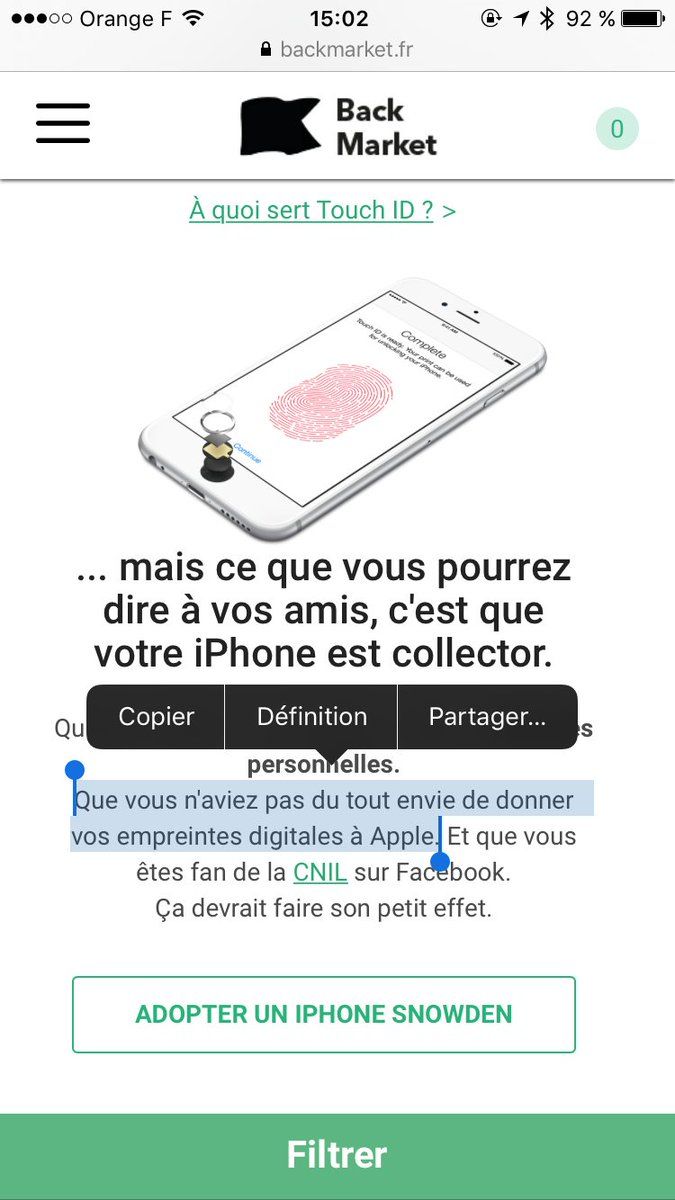 Orange F 15:02 92 %
backmarket.fr
Back
Market
0
À quoi sert Touch ID ? >
9:41 AM
100%
Complete
Touch ID is ready. Your print can be used
for unlocking your iPhone.
Continue
... mais ce que vous pourrez
dire à vos amis, c'est que
votre iPhone est collector.
Copier Définition Partager...
Qu
personnelles.
Que vous n'aviez pas du tout envie de donner
vos empreintes digitales à Apple. Et que vous
êtes fan de la CNIL sur Facebook.
Ça devrait faire son petit effet.
ADOPTER UN IPHONE SNOWDEN
Filtrer